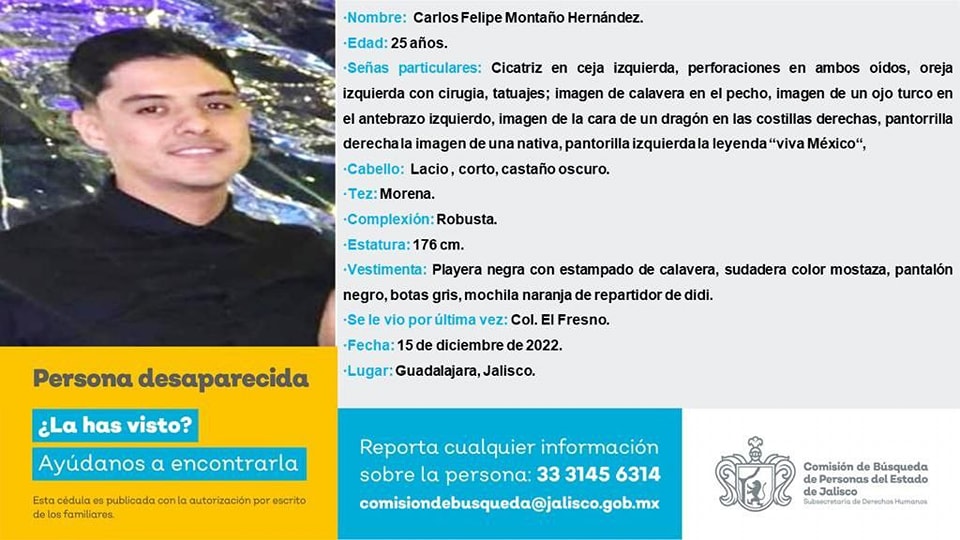 ·Nombre: Carlos Felipe Montaño Hernández.
·Edad: 25 años.
·Señas particulares: Cicatriz en ceja izquierda, perforaciones en ambos oídos, oreja
izquierda con cirugia, tatuajes; imagen de calavera en el pecho, imagen de un ojo turco en
el antebrazo izquierdo, imagen de la cara de un dragón en las costillas derechas, pantorrilla
derecha la imagen de una nativa, pantorilla izquierda la leyenda “viva México“,
·Cabello: Lacio , corto, castaño oscuro.
·Tez: Morena.
·Complexión: Robusta.
·Estatura: 176 cm.
·Vestimenta: Playera negra con estampado de calavera, sudadera color mostaza, pantalón
negro, botas gris, mochila naranja de repartidor de didi.
·Se le vio por última vez: Col. El Fresno.
·Fecha: 15 de diciembre de 2022.
·Lugar: Guadalajara, Jalisco.
Persona desaparecida
¿La has visto?
Ayúdanos a encontrarla
Esta cédula es publicada con la autorización por escrito
de los familiares.
Reporta cualquier información
sobre la persona: 33 3145 6314
comisiondebusqueda@jalisco.gob.mx
Comisión de Búsqueda
de Personas del Estado
de Jalisco
Subsecretaría de Derechos Humanos